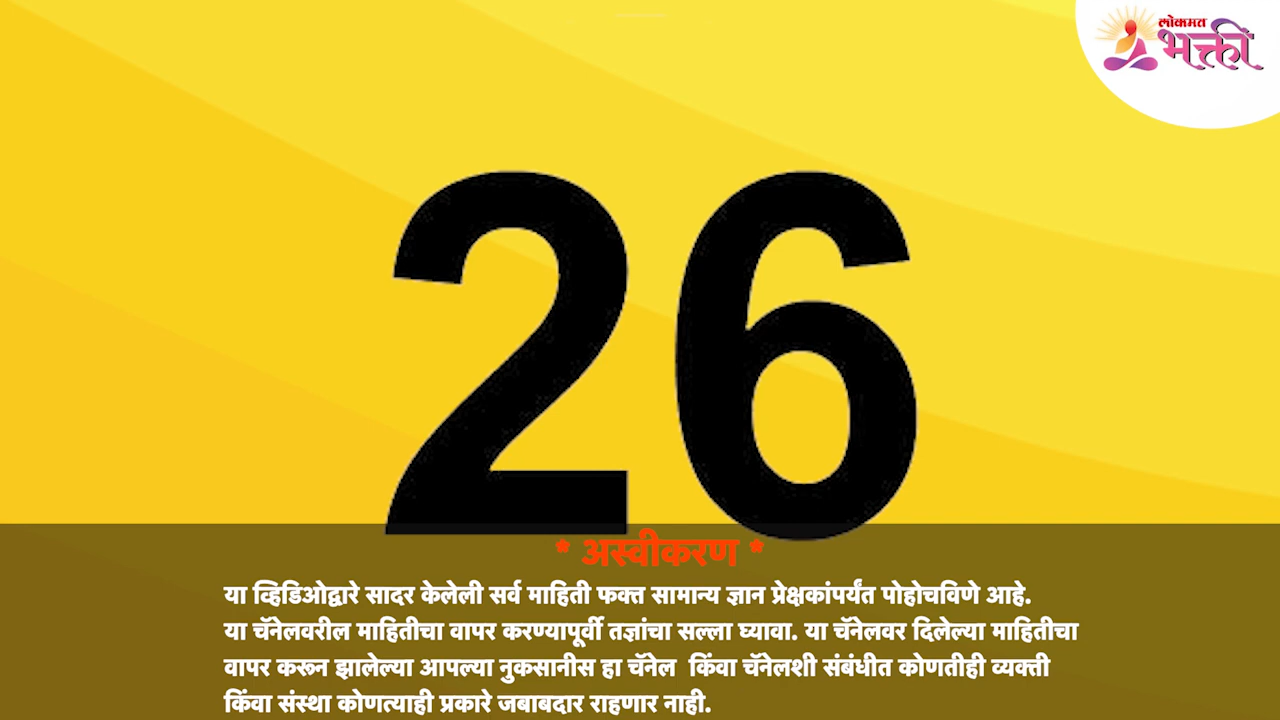 लोकमत
भक्ती
26
* अस्वीकरण *
या व्हिडिओद्वारे सादर केलेली सर्व माहिती फक्त सामान्य ज्ञान प्रेक्षकांपर्यंत पोहोचविणे आहे.
या चॅनेलवरील माहितीचा वापर करण्यापूर्वी तज्ञांचा सल्ला घ्यावा. या चॅनेलवर दिलेल्या माहितीचा
वापर करून झालेल्या आपल्या नुकसानीस हा चॅनेल किंवा चॅनेलशी संबंधीत कोणतीही व्यक्ती
किंवा संस्था कोणत्याही प्रकारे जबाबदार राहणार नाही.